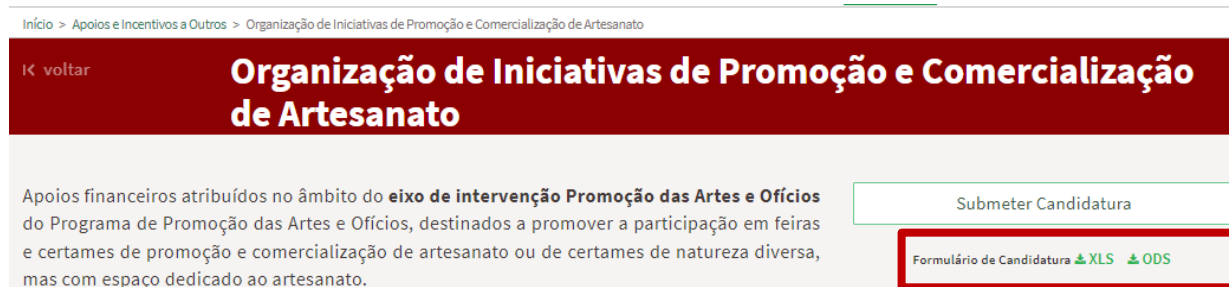 Início > Apoios e Incentivos a Outros > Organização de Iniciativas de Promoção e Comercialização de Artesanato
voltar
Organização de Iniciativas de Promoção e Comercialização
de Artesanato
Apoios financeiros atribuídos no âmbito do eixo de intervenção Promoção das Artes e Ofícios
do Programa de Promoção das Artes e Ofícios, destinados a promover a participação em feiras
e certames de promoção e comercialização de artesanato ou de certames de natureza diversa,
mas com espaço dedicado ao artesanato.
Submeter Candidatura
Formulário de Candidatura XLS ODS